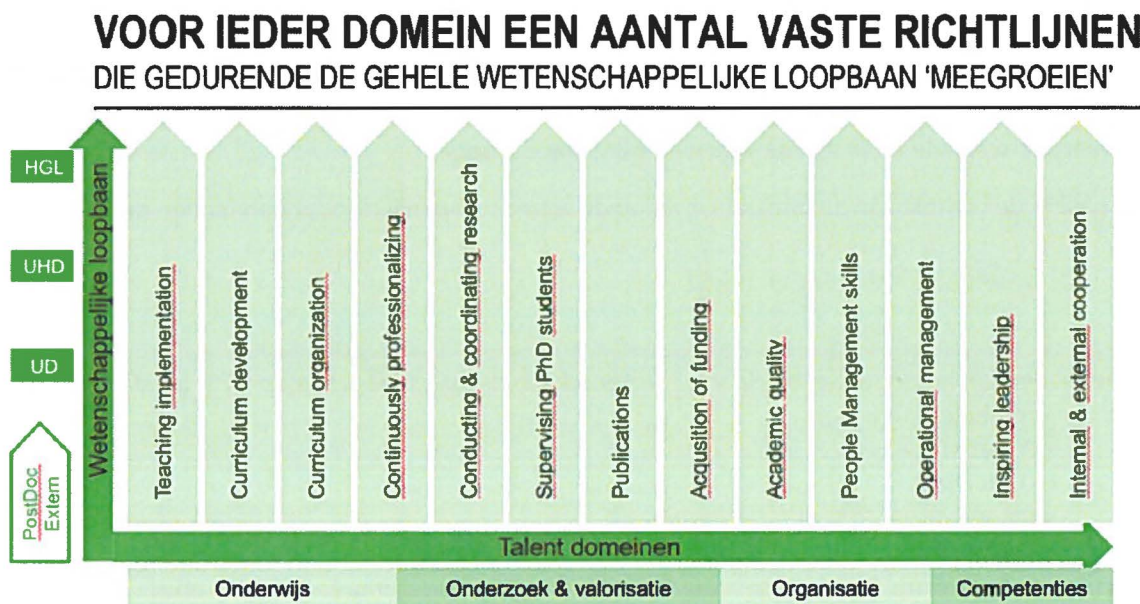 VOOR IEDER DOMEIN EEN AANTAL VASTE RICHTLIJNEN
DIE GEDURENDE DE GEHELE WETENSCHAPPELIJKE LOOPBAAN 'MEEGROEIEN'
HGL
UHD
UD
PostDoc
Extern
Wetenschappelijke loopbaan
Teaching implementation
Curriculum development
Curriculum organization
Continuously professionalizing
Conducting & coordinating research
Supervising PhD students
Publications
Acqusition of funding
Academic quality
People Management skills
Operational management
Inspiring leadership
Internal & external cooperation
Talent domeinen
Onderwijs
Onderzoek & valorisatie
Organisatie
Competenties